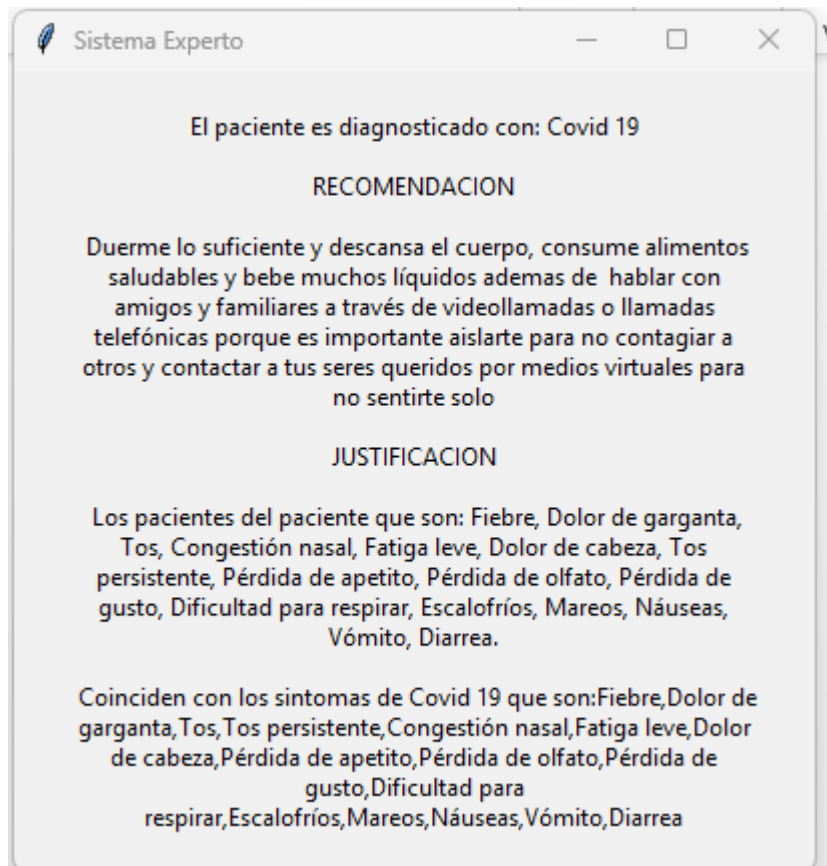 Sistema Experto
El paciente es diagnosticado con: Covid 19
RECOMENDACION
Duerme lo suficiente y descansa el cuerpo, consume alimentos
saludables y bebe muchos líquidos ademas de  hablar con
amigos y familiares a través de videollamadas o llamadas
telefónicas porque es importante aislarte para no contagiar a
otros y contactar a tus seres queridos por medios virtuales para
no sentirte solo
JUSTIFICACION
Los pacientes del paciente que son: Fiebre, Dolor de garganta,
Tos, Congestión nasal, Fatiga leve, Dolor de cabeza, Tos
persistente, Pérdida de apetito, Pérdida de olfato, Pérdida de
gusto, Dificultad para respirar, Escalofríos, Mareos, Náuseas,
Vómito, Diarrea.
Coinciden con los sintomas de Covid 19 que son:Fiebre,Dolor de
garganta,Tos,Tos persistente,Congestión nasal,Fatiga leve,Dolor
de cabeza,Pérdida de apetito,Pérdida de olfato,Pérdida de
gusto,Dificultad para
respirar,Escalofríos,Mareos,Náuseas,Vómito,Diarrea